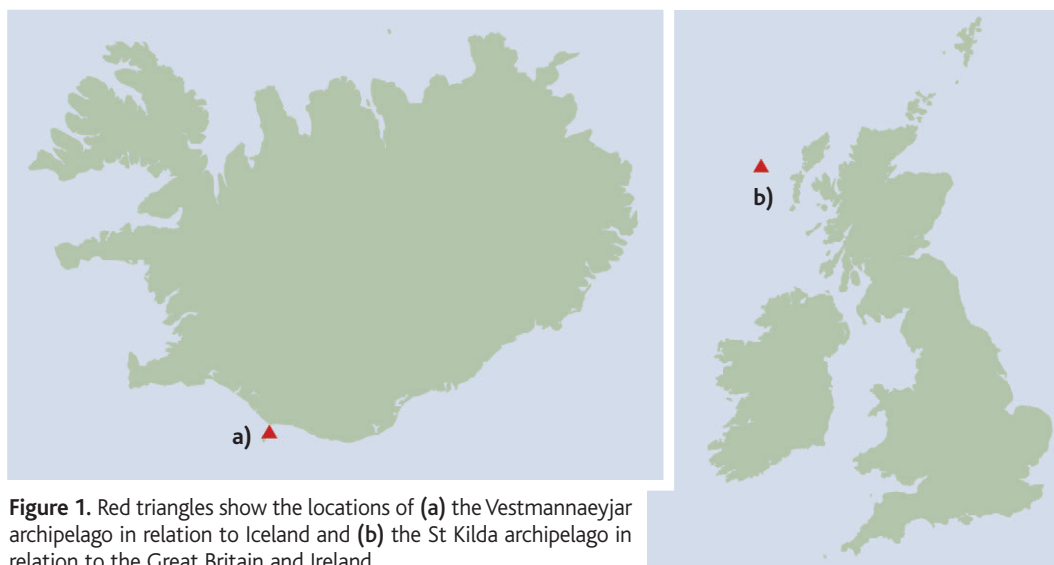 a)
b)
Figure 1. Red triangles show the locations of (a) the Vestmannaeyjar
archipelago in relation to Iceland and (b) the St Kilda archipelago in
relation to the Great Britain and Ireland